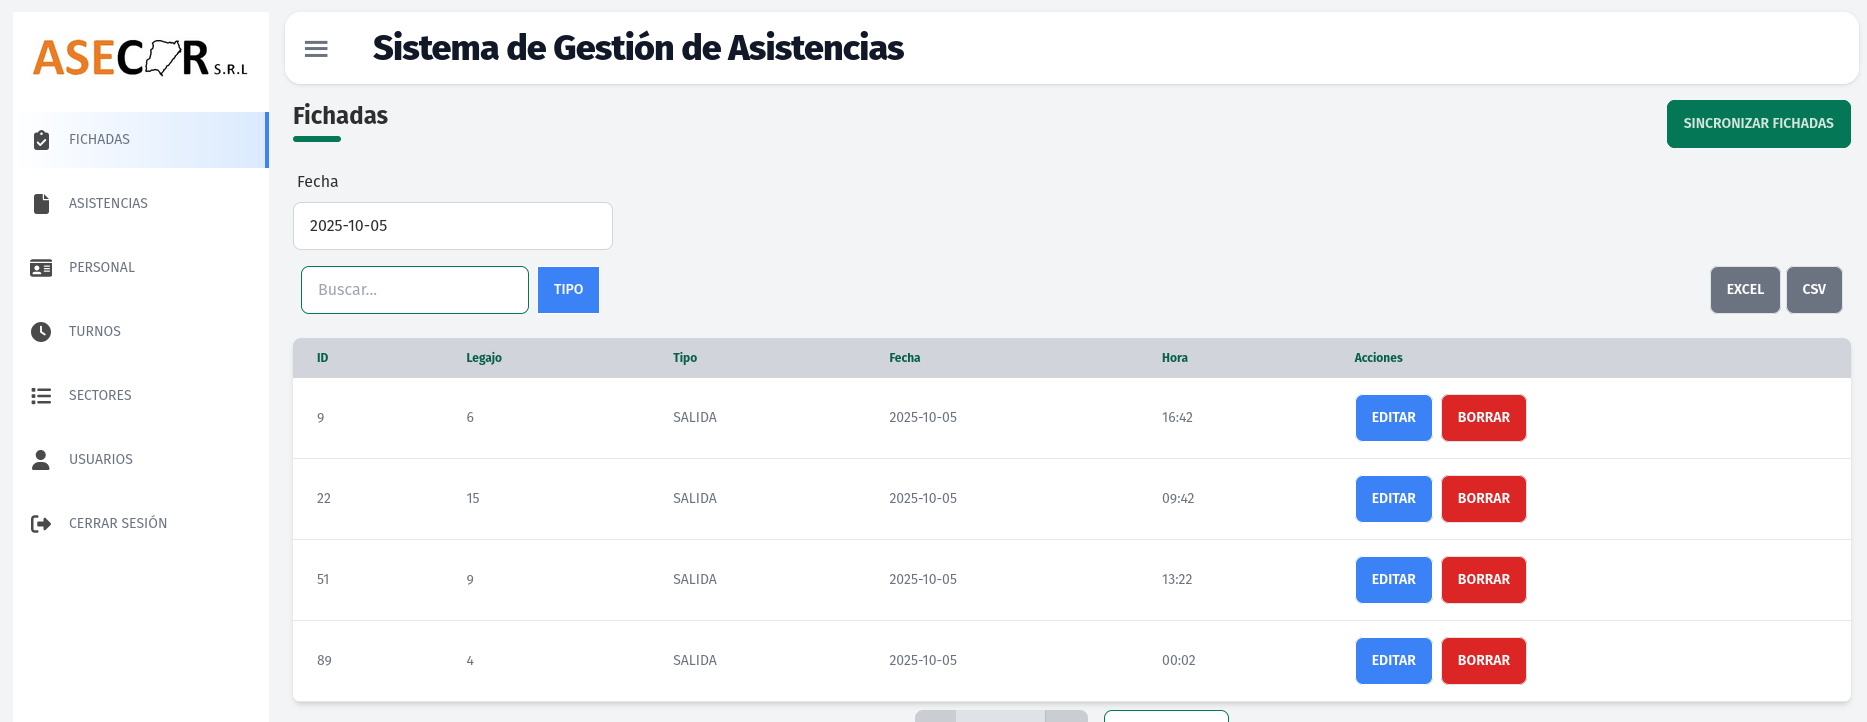 ASECOR S.R.L
Sistema de Gestión de Asistencias
FICHADAS
ASISTENCIAS
PERSONAL
TURNOS
SECTORES
USUARIOS
CERRAR SESIÓN
Fichadas
SINCRONIZAR FICHADAS
Fecha
2025-10-05
Buscar... TIPO EXCEL CSV
ID Legajo Tipo Fecha Hora Acciones
9 6 SALIDA 2025-10-05 16:42 EDITAR BORRAR
22 15 SALIDA 2025-10-05 09:42 EDITAR BORRAR
51 9 SALIDA 2025-10-05 13:22 EDITAR BORRAR
89 4 SALIDA 2025-10-05 00:02 EDITAR BORRAR